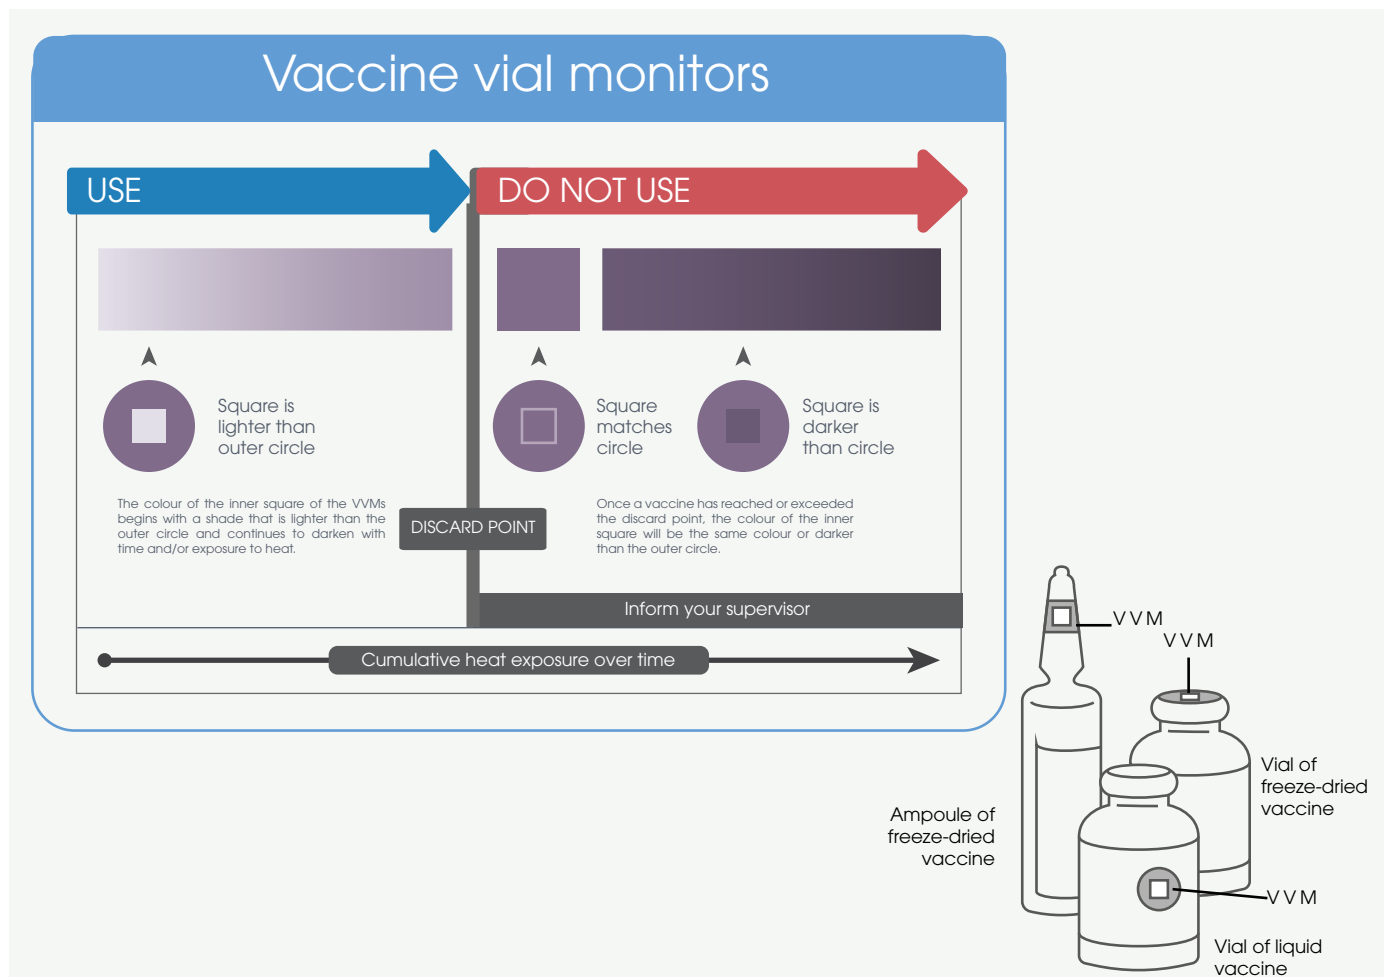 Vaccine vial monitors
USE
DO NOT USE
Square is
lighter than
outer circle
Square
matches
circle
Square is
darker
than circle
The colour of the inner square of the VVMs
begins with a shade that is lighter than the
outer circle and continues to darken with
time and/or exposure to heat.
DISCARD POINT
Once a vaccine has reached or exceeded
the discard point, the colour of the inner
square will be the same colour or darker
than the outer circle.
Inform your supervisor
Cumulative heat exposure over time
VVM
VVM
Vial of
freeze-dried
vaccine
Ampoule of
freeze-dried
vaccine
VVM
Vial of liquid
vaccine